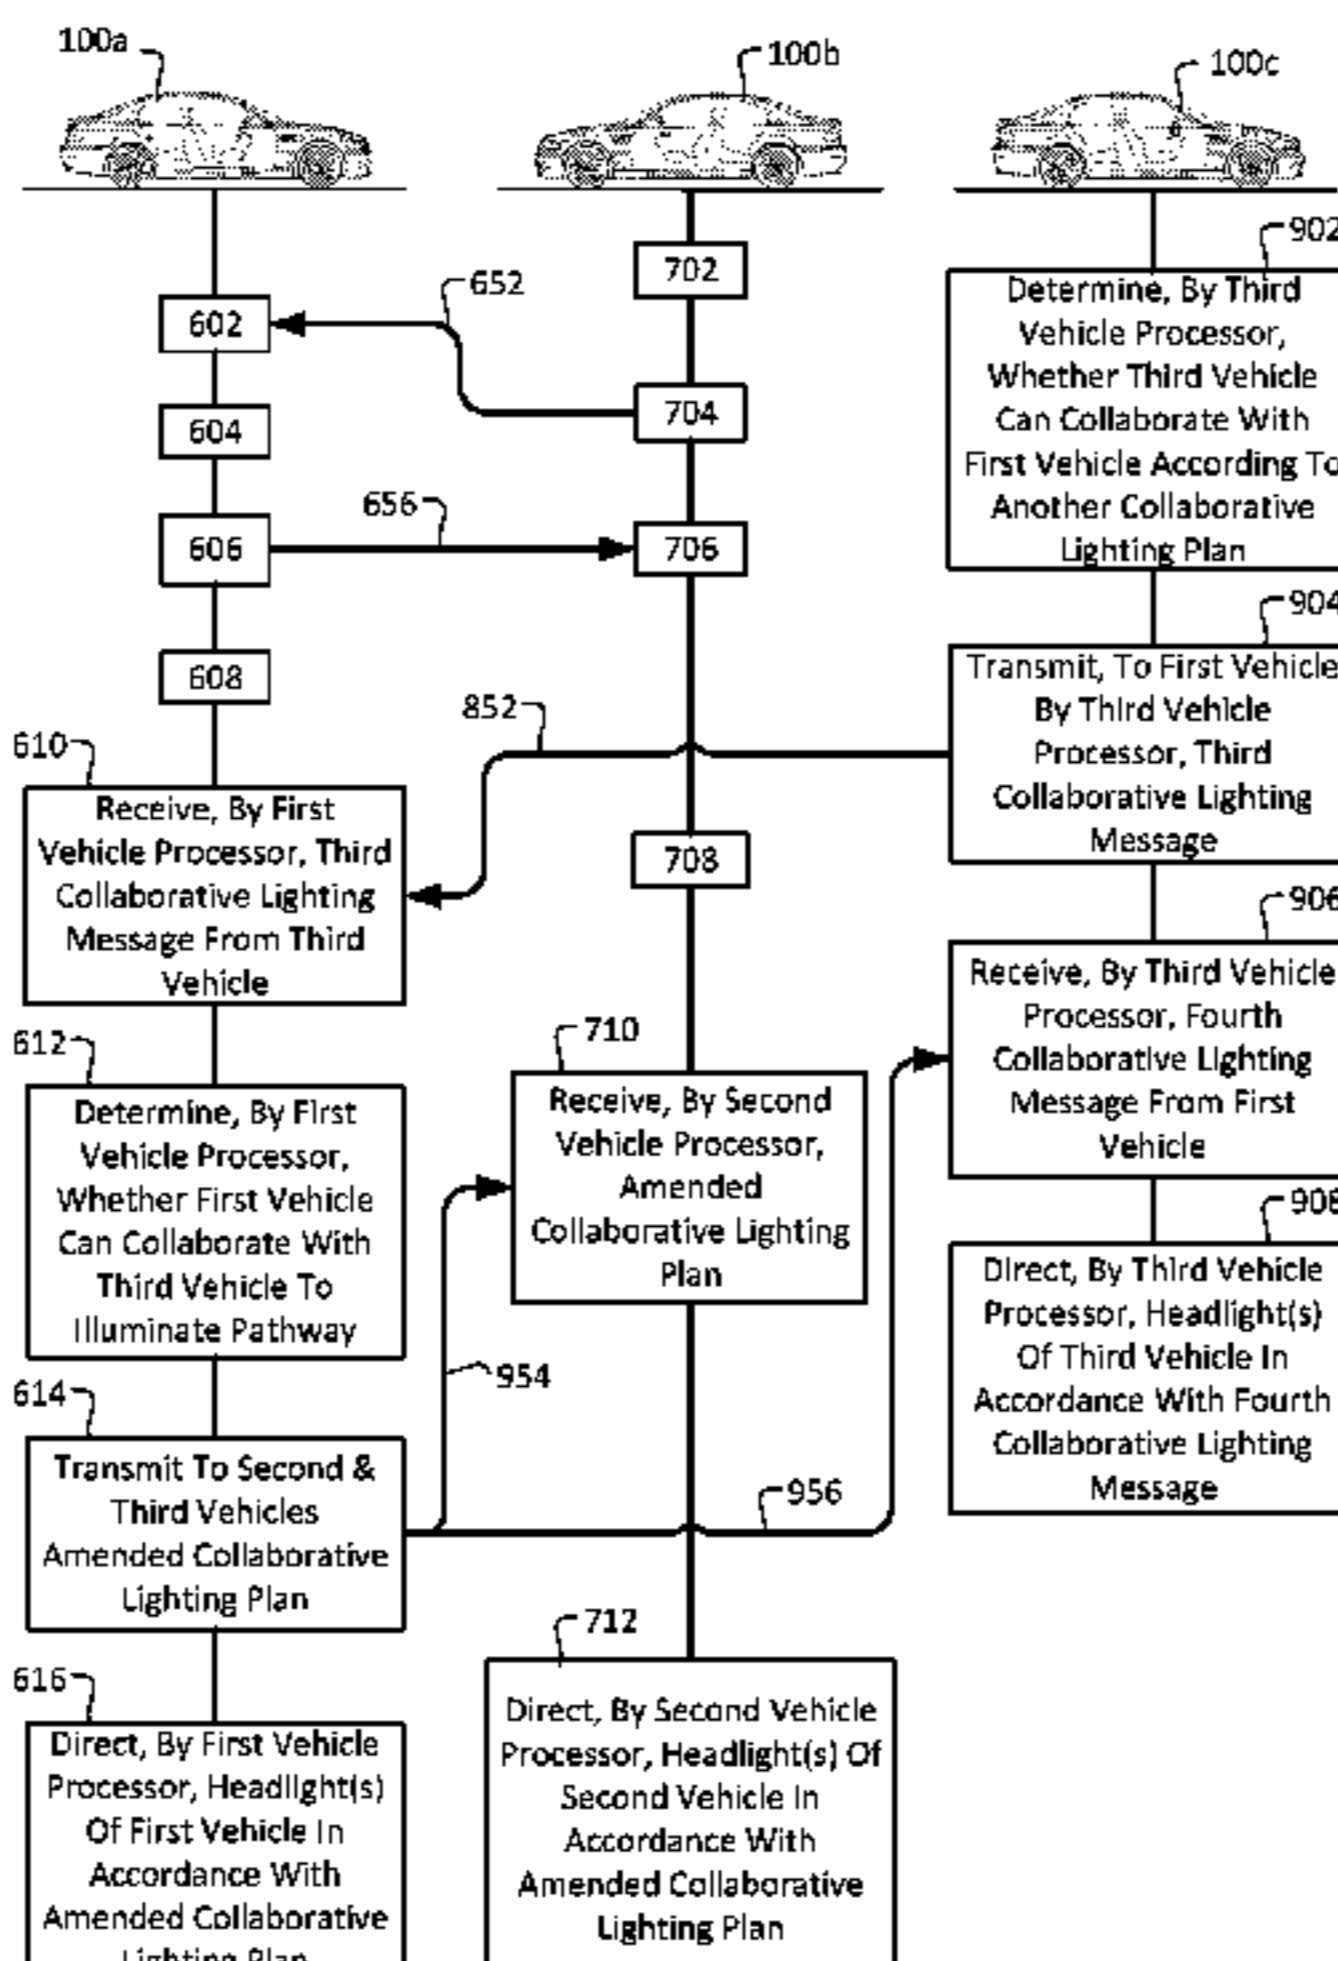 100a
100b
100c
702
902
652
602
Determine, By Third
Vehicle Processor,
Whether Third Vehicle
Can Collaborate With
First Vehicle According To
Another Collaborative
Lighting Plan
704
604
656
606
706
904
608
Transmit, To First Vehicle
By Third Vehicle
Processor, Third
Collaborative Lighting
Message
852
610
Receive, By First
Vehicle Processor, Third
Collaborative Lighting
Message From Third
Vehicle
708
906
Receive, By Third Vehicle
Processor, Fourth
Collaborative Lighting
Message From First
Vehicle
612
710
Determine, By First
Vehicle Processor,
Whether First Vehicle
Can Collaborate With
Third Vehicle To
Illuminate Pathway
Receive, By Second
Vehicle Processor,
Amended
Collaborative Lighting
Plan
908
Direct, By Third Vehicle
Processor, Headlight(s)
Of Third Vehicle In
Accordance With Fourth
Collaborative Lighting
Message
954
614
Transmit To Second &
Third Vehicles
Amended Collaborative
Lighting Plan
956
712
616
Direct, By First Vehicle
Processor, Headlight(s)
Of First Vehicle In
Accordance With
Amended Collaborative
Lighting Plan
Direct, By Second Vehicle
Processor, Headlight(s) Of
Second Vehicle In
Accordance With
Amended Collaborative
Lighting Plan